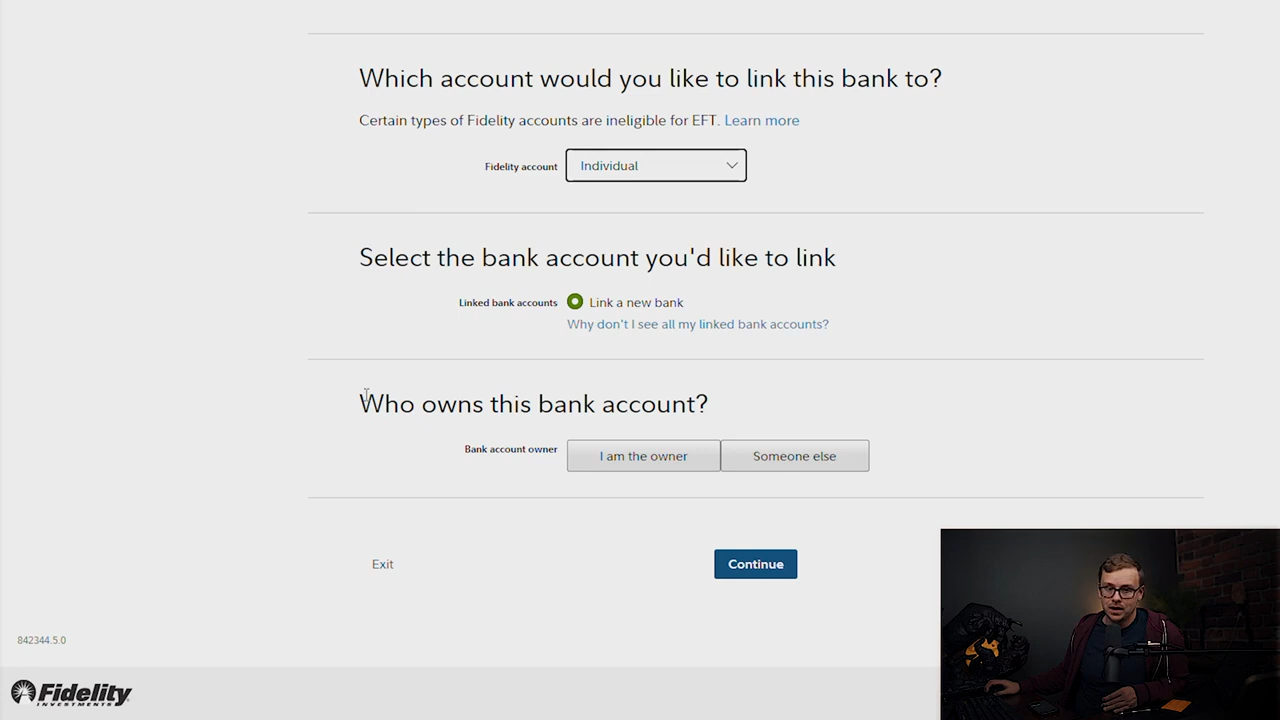 Which account would you like to link this bank to?
Certain types of Fidelity accounts are ineligible for EFT. Learn more
Fidelity account Individual
Select the bank account you'd like to link
Linked bank accounts Link a new bank
Why don't I see all my linked bank accounts?
Who owns this bank account?
Bank account owner I am the owner Someone else
Exit Continue
842344.5.0
Fidelity
INVESTMENTS